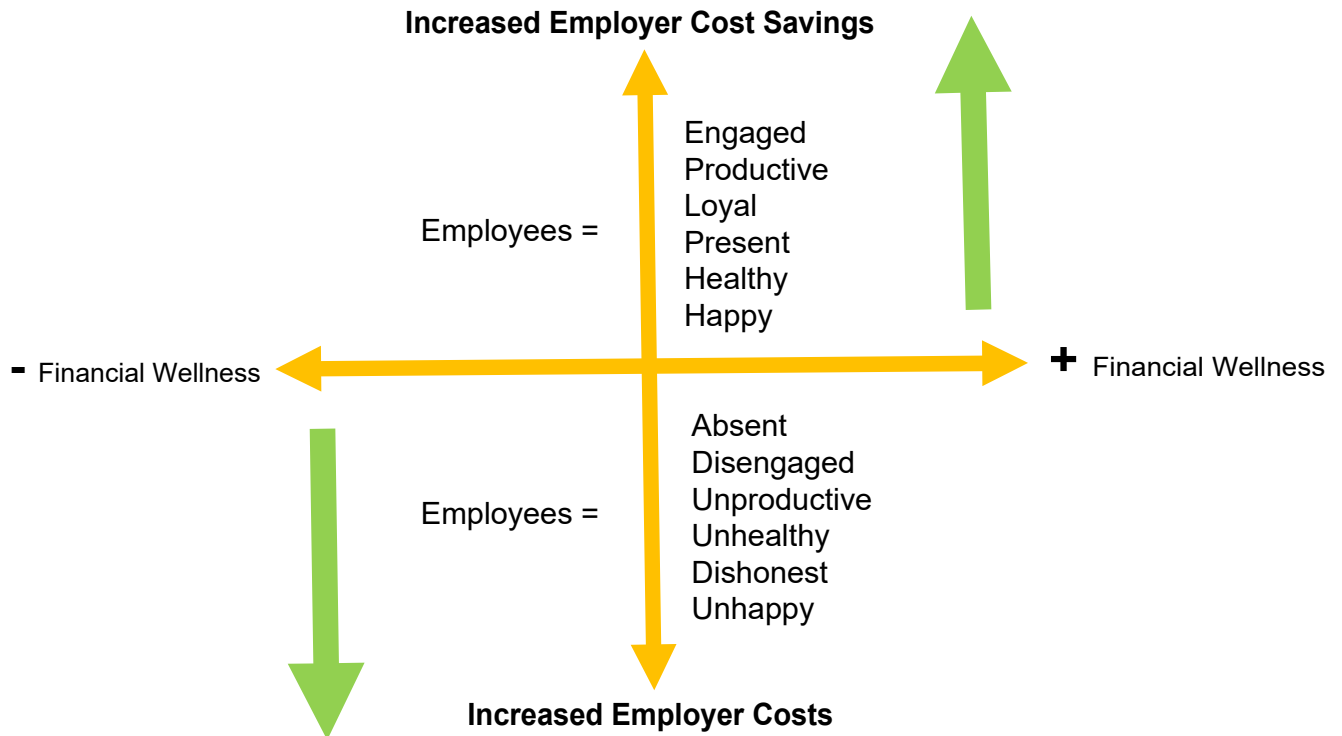 Increased Employer Cost Savings
Engaged
Productive
Loyal
Employees =
Present
Healthy
Happy
- Financial Wellness
+ Financial Wellness
Absent
Disengaged
Unproductive
Employees =
Unhealthy
Dishonest
Unhappy
Increased Employer Costs